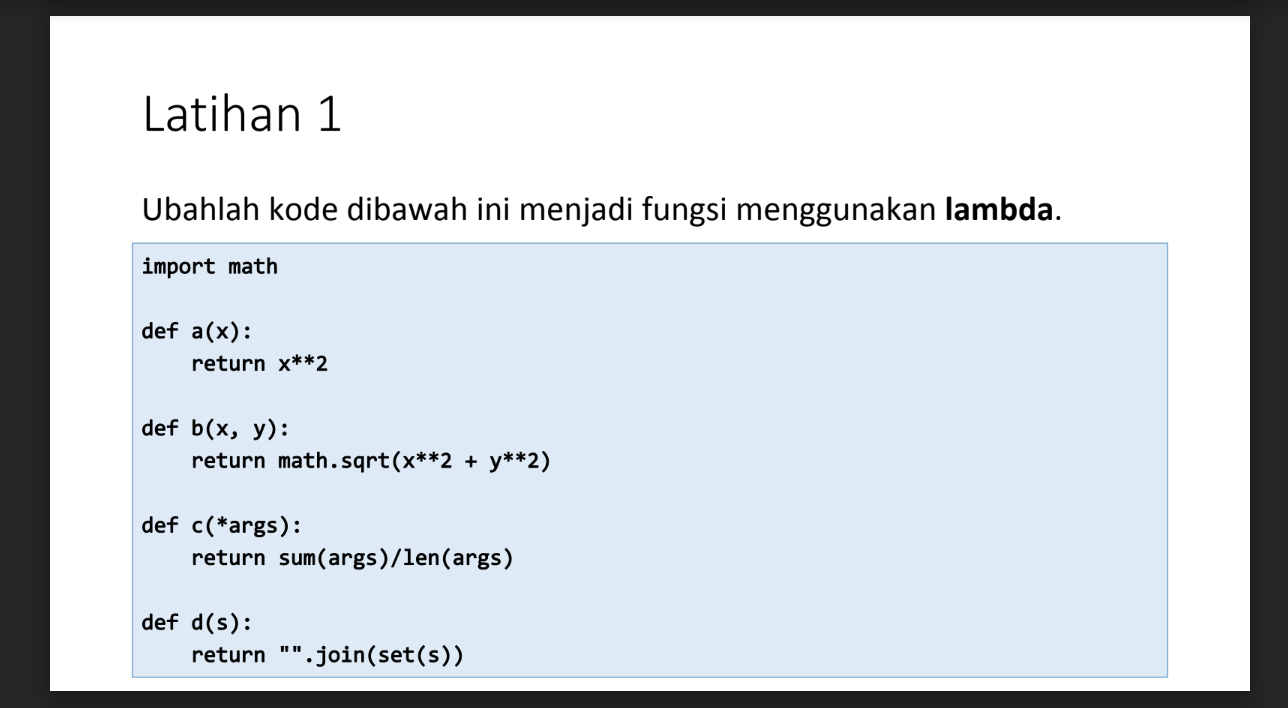 Latihan 1
Ubahlah kode dibawah ini menjadi fungsi menggunakan lambda.
import math
def a(x):
    return x**2
def b(x, y):
    return math.sqrt(x**2 + y**2)
def c(*args):
    return sum(args)/len(args)
def d(s):
    return "".join(set(s))